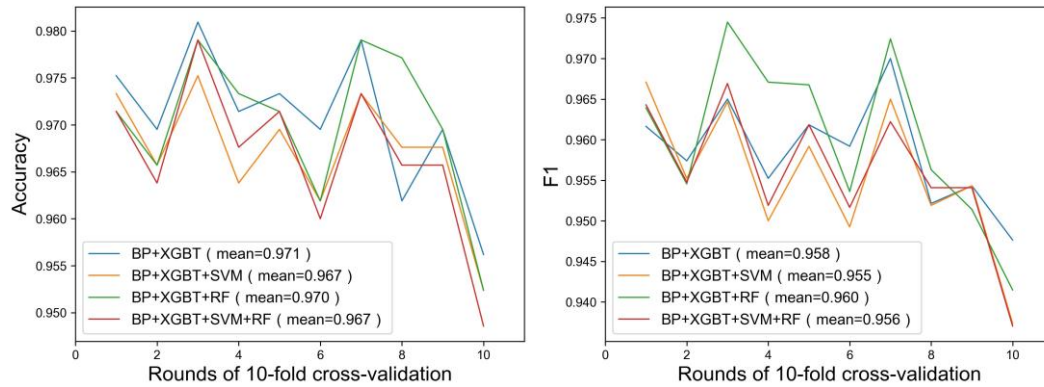 0.980
0.975
0.970
0.965
0.960
0.955
0.950
Accuracy
BP+XGBT ( mean=0.971 )
BP+XGBT+SVM ( mean=0.967 )
BP+XGBT+RF ( mean=0.970 )
BP+XGBT+SVM+RF ( mean=0.967 )
0 2 4 6 8 10
Rounds of 10-fold cross-validation
0.975
0.970
0.965
0.960
0.955
0.950
0.945
0.940
F1
BP+XGBT ( mean=0.958 )
BP+XGBT+SVM ( mean=0.955 )
BP+XGBT+RF ( mean=0.960 )
BP+XGBT+SVM+RF ( mean=0.956 )
0 2 4 6 8 10
Rounds of 10-fold cross-validation